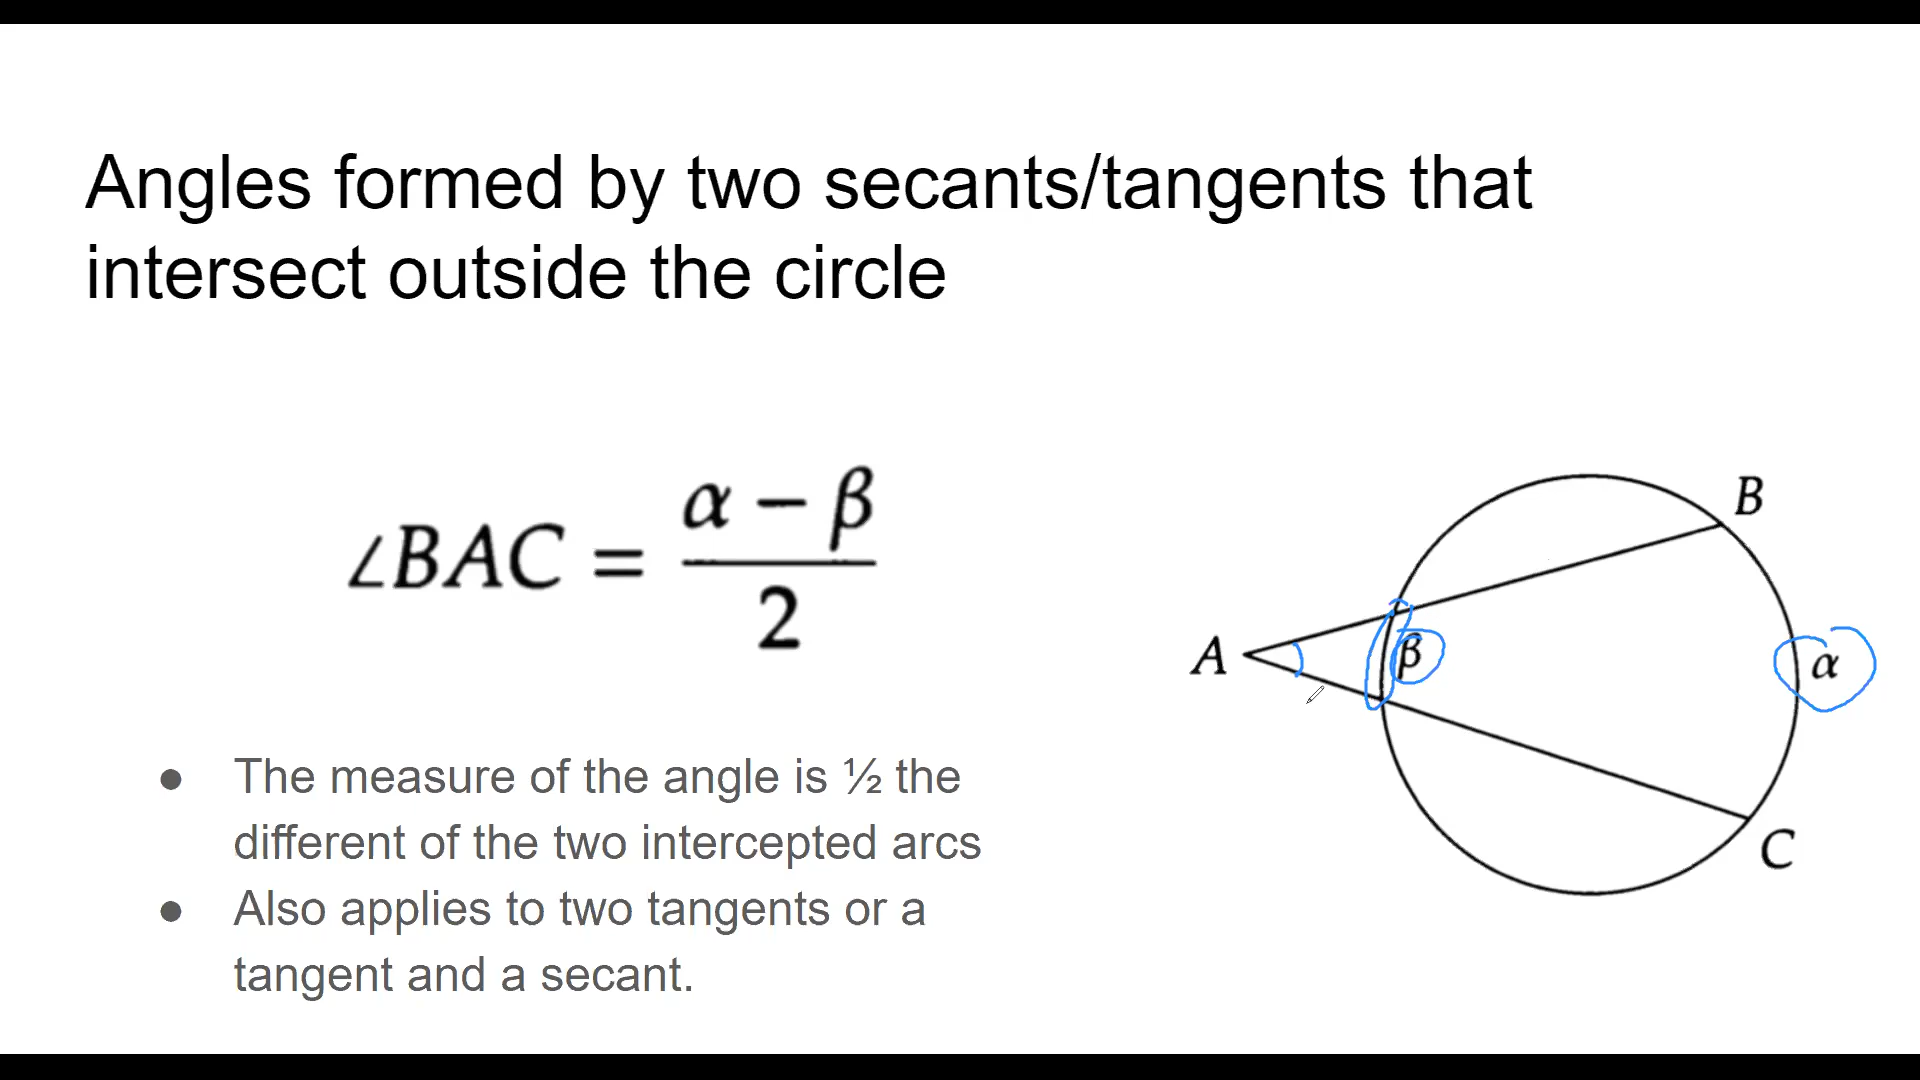 Angles formed by two secants/tangents that
intersect outside the circle
∠BAC = (α − β)/2
● The measure of the angle is ½ the
different of the two intercepted arcs
● Also applies to two tangents or a
tangent and a secant.
B
A
β
α
C